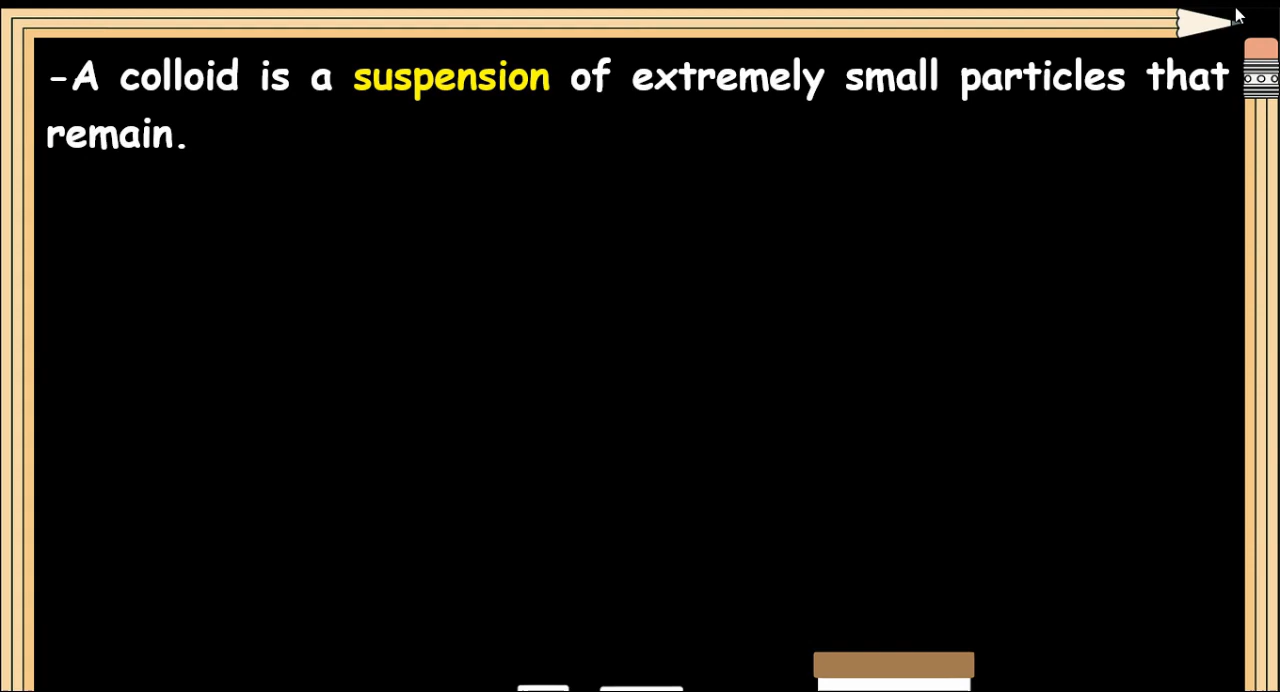 -A colloid is a suspension of extremely small particles that
remain.